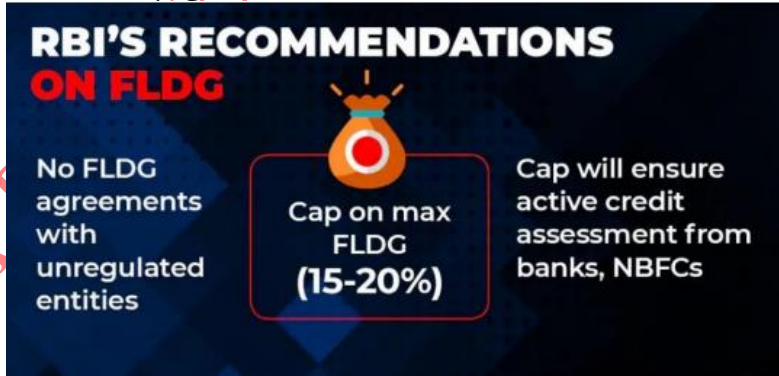 RBI'S RECOMMENDATIONS
ON FLDG
No FLDG
agreements
with
unregulated
entities
Cap on max
FLDG
(15-20%)
Cap will ensure
active credit
assessment from
banks, NBFCs